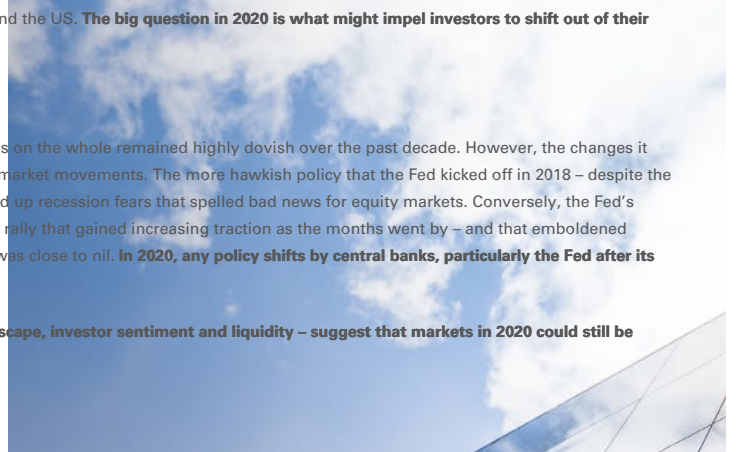 nd the US. The big question in 2020 is what might impel investors to shift out of their
s on the whole remained highly dovish over the past decade. However, the changes it
market movements. The more hawkish policy that the Fed kicked off in 2018 – despite the
d up recession fears that spelled bad news for equity markets. Conversely, the Fed’s
rally that gained increasing traction as the months went by – and that emboldened
was close to nil. In 2020, any policy shifts by central banks, particularly the Fed after its
scape, investor sentiment and liquidity – suggest that markets in 2020 could still be